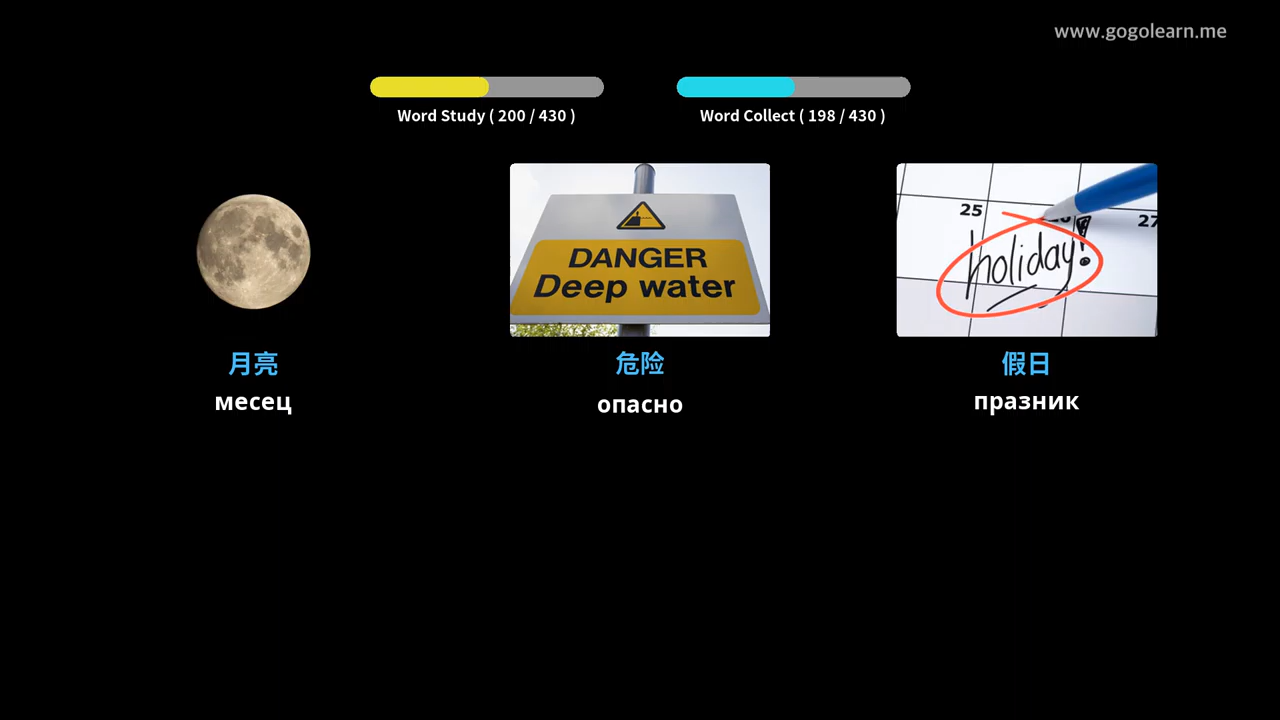 www.gogolearn.me
Word Study ( 200 / 430 )
Word Collect ( 198 / 430 )
DANGER
Deep water
25
27
holiday!
月亮
危险
假日
месец
опасно
празник